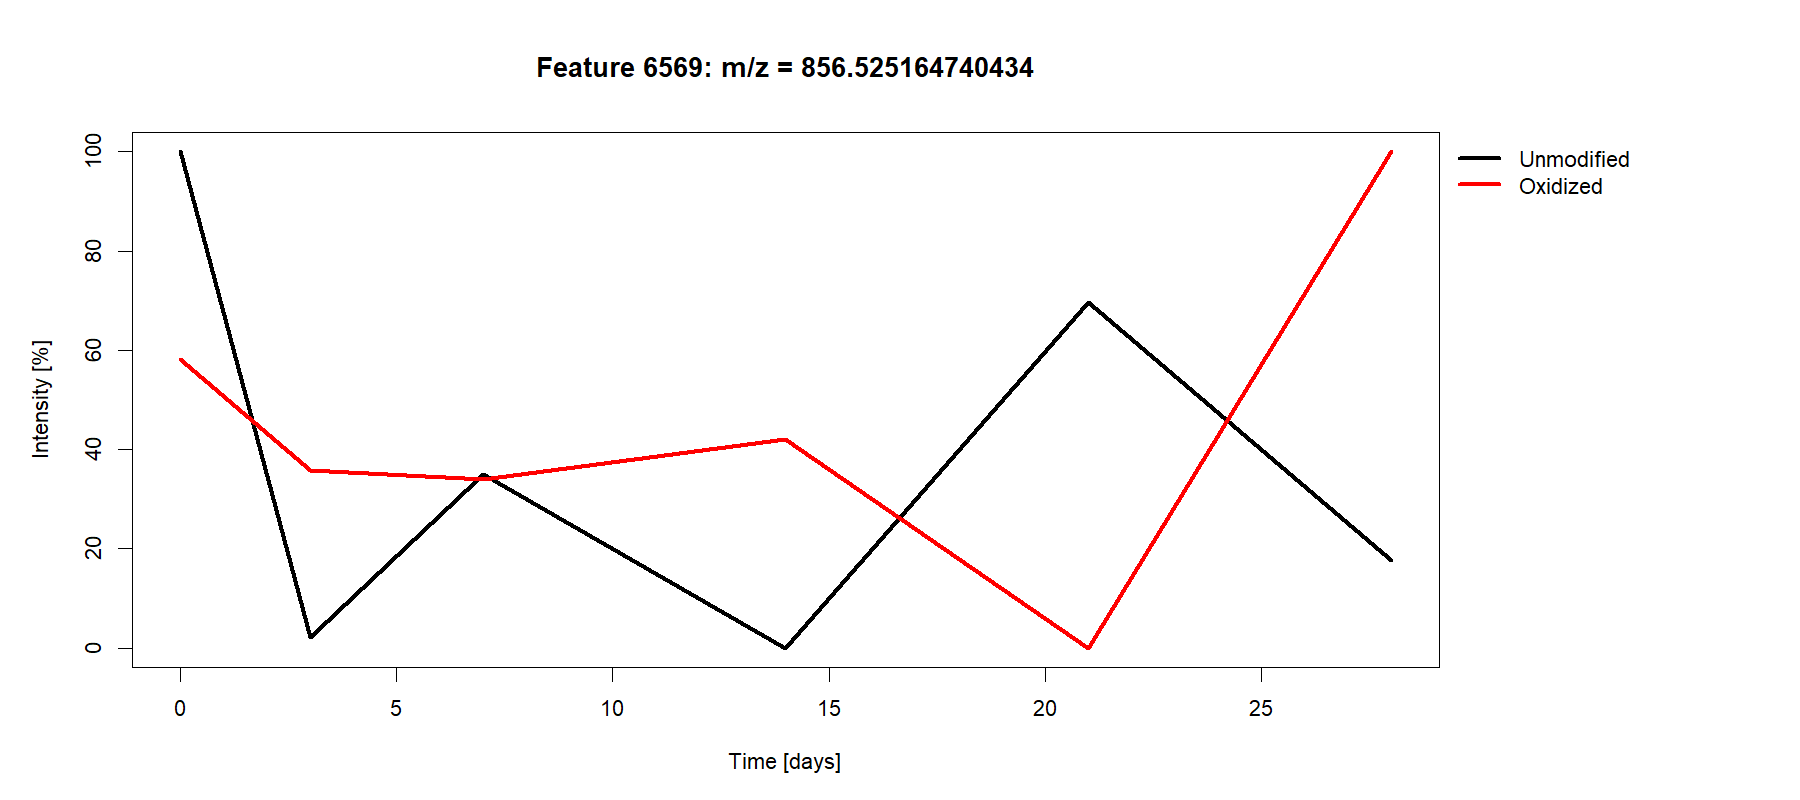 Feature 6569: m/z = 856.525164740434
Unmodified
Oxidized
Intensity [%]
100
80
60
40
20
0
0 5 10 15 20 25
Time [days]